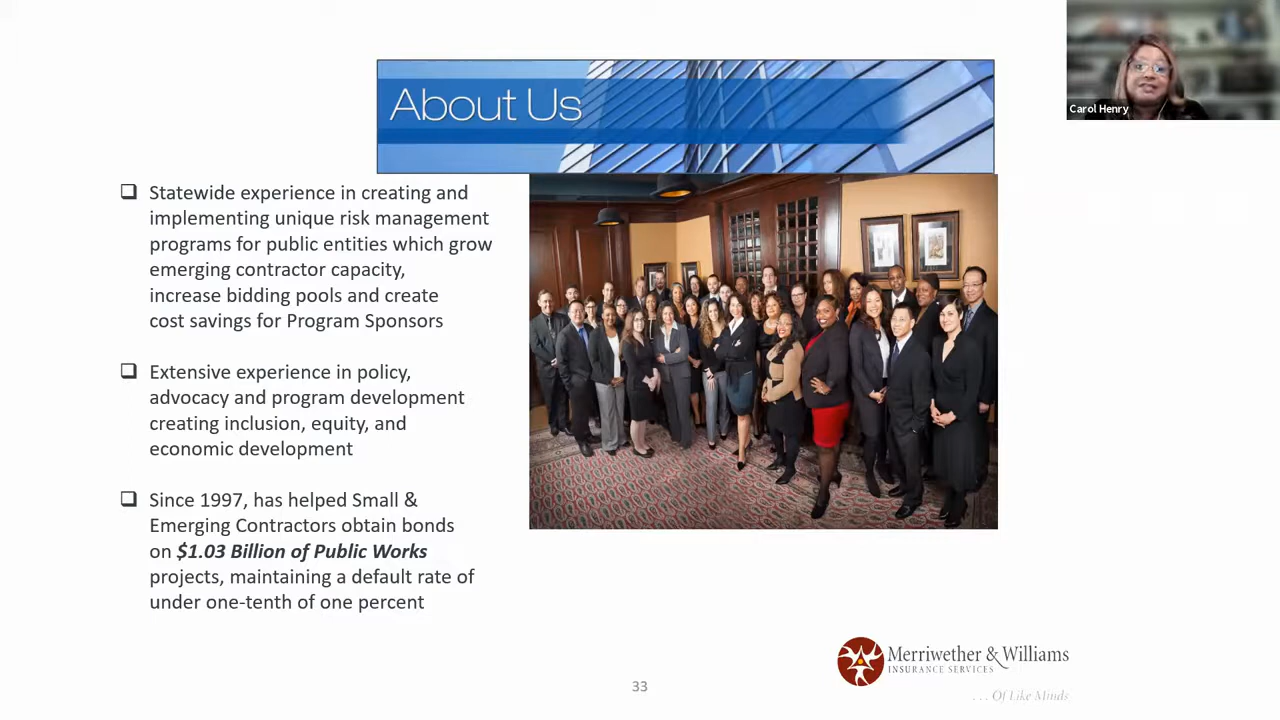 Carol Henry
About Us
❑ Statewide experience in creating and
implementing unique risk management
programs for public entities which grow
emerging contractor capacity,
increase bidding pools and create
cost savings for Program Sponsors
❑ Extensive experience in policy,
advocacy and program development
creating inclusion, equity, and
economic development
❑ Since 1997, has helped Small &
Emerging Contractors obtain bonds
on $1.03 Billion of Public Works
projects, maintaining a default rate of
under one-tenth of one percent
Merriwether & Williams
INSURANCE SERVICES
. . . Of Like Minds
33